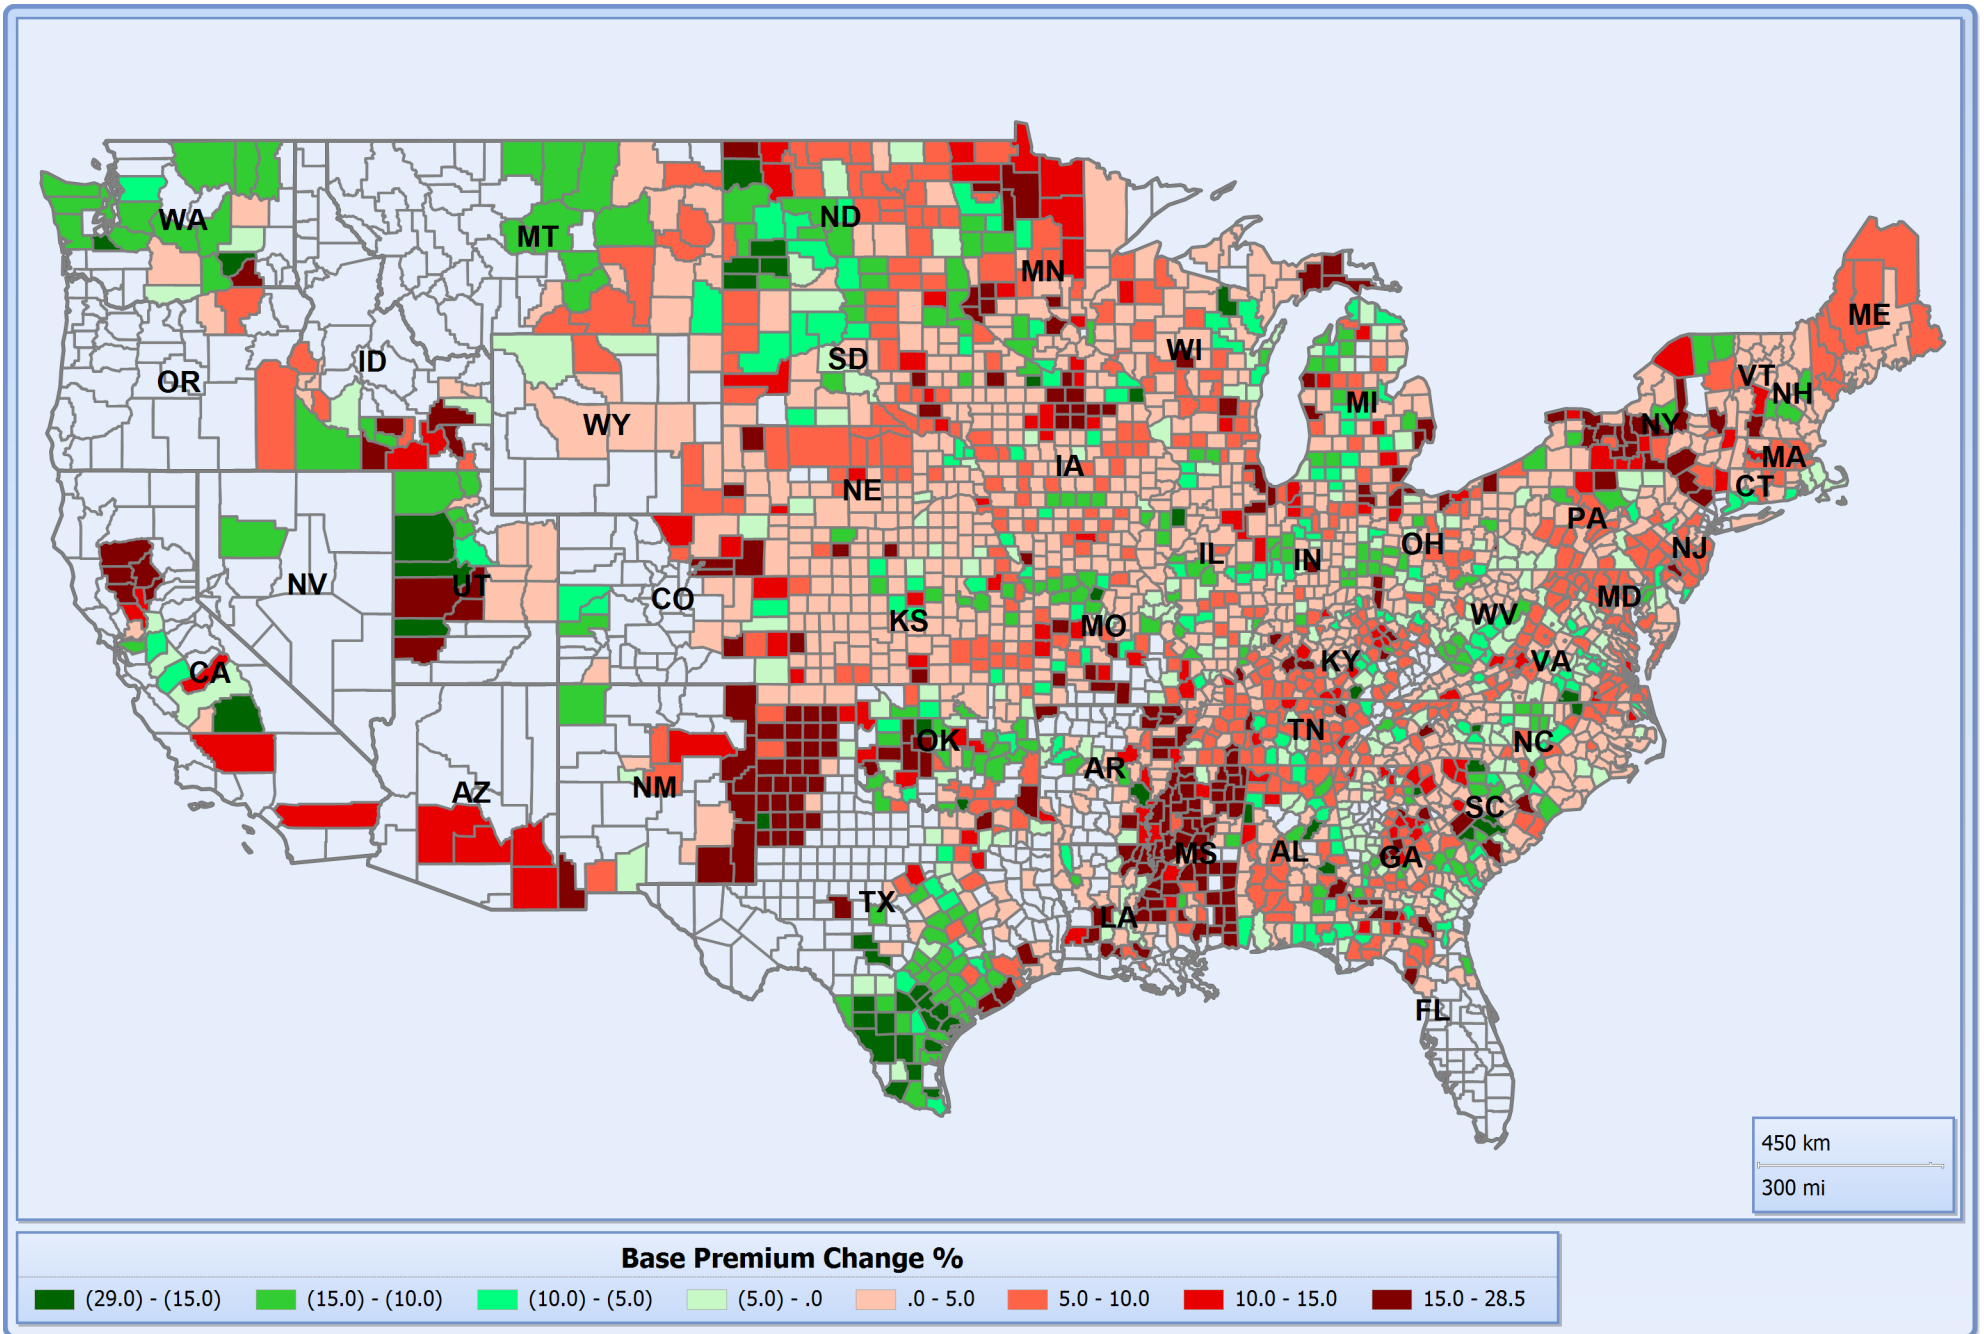 WA
MT
ND
MN
ME
OR
ID
SD
WI
VT
NH
MI
WY
NY
MA
IA
NE
CT
PA
NJ
OH
IL
IN
NV
UT
CO
MD
KS
MO
WV
CA
KY
VA
OK
TN
NC
AR
AZ
NM
SC
MS
AL
GA
TX
LA
FL
450 km
300 mi
Base Premium Change %
(29.0) - (15.0) (15.0) - (10.0) (10.0) - (5.0) (5.0) - .0 .0 - 5.0 5.0 - 10.0 10.0 - 15.0 15.0 - 28.5